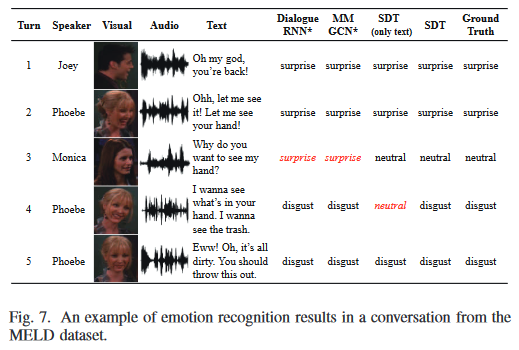 Turn Speaker Visual Audio Text Dialogue RNN* MM GCN* SDT (only text) SDT Ground Truth
1 Joey Oh my god, you're back! surprise surprise surprise surprise surprise
2 Phoebe Ohh, let me see it! Let me see your hand! surprise surprise surprise surprise surprise
3 Monica Why do you want to see my hand? surprise surprise neutral neutral neutral
4 Phoebe I wanna see what's in your hand. I wanna see the trash. disgust disgust neutral disgust disgust
5 Phoebe Eww! Oh, it's all dirty. You should throw this out. disgust disgust disgust disgust disgust
Fig. 7. An example of emotion recognition results in a conversation from the
MELD dataset.